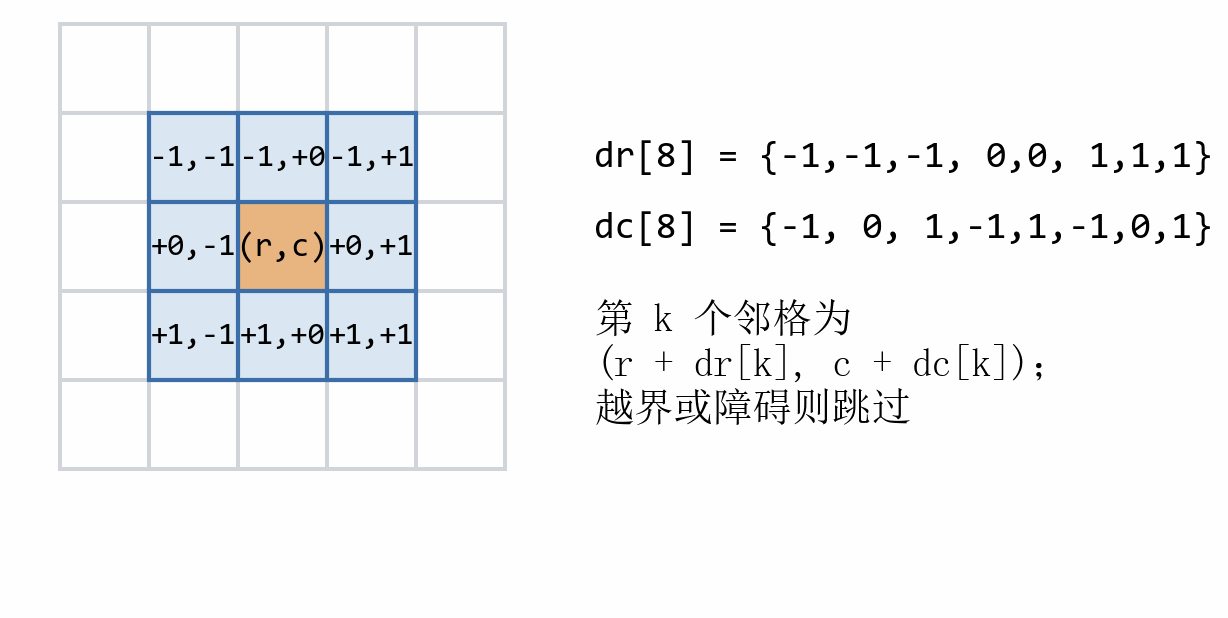 -1,-1 -1,+0 -1,+1
+0,-1 (r,c) +0,+1
+1,-1 +1,+0 +1,+1
dr[8] = {-1,-1,-1, 0,0, 1,1,1}
dc[8] = {-1, 0, 1,-1,1,-1,0,1}
第 k 个邻格为
(r + dr[k], c + dc[k]);
越界或障碍则跳过